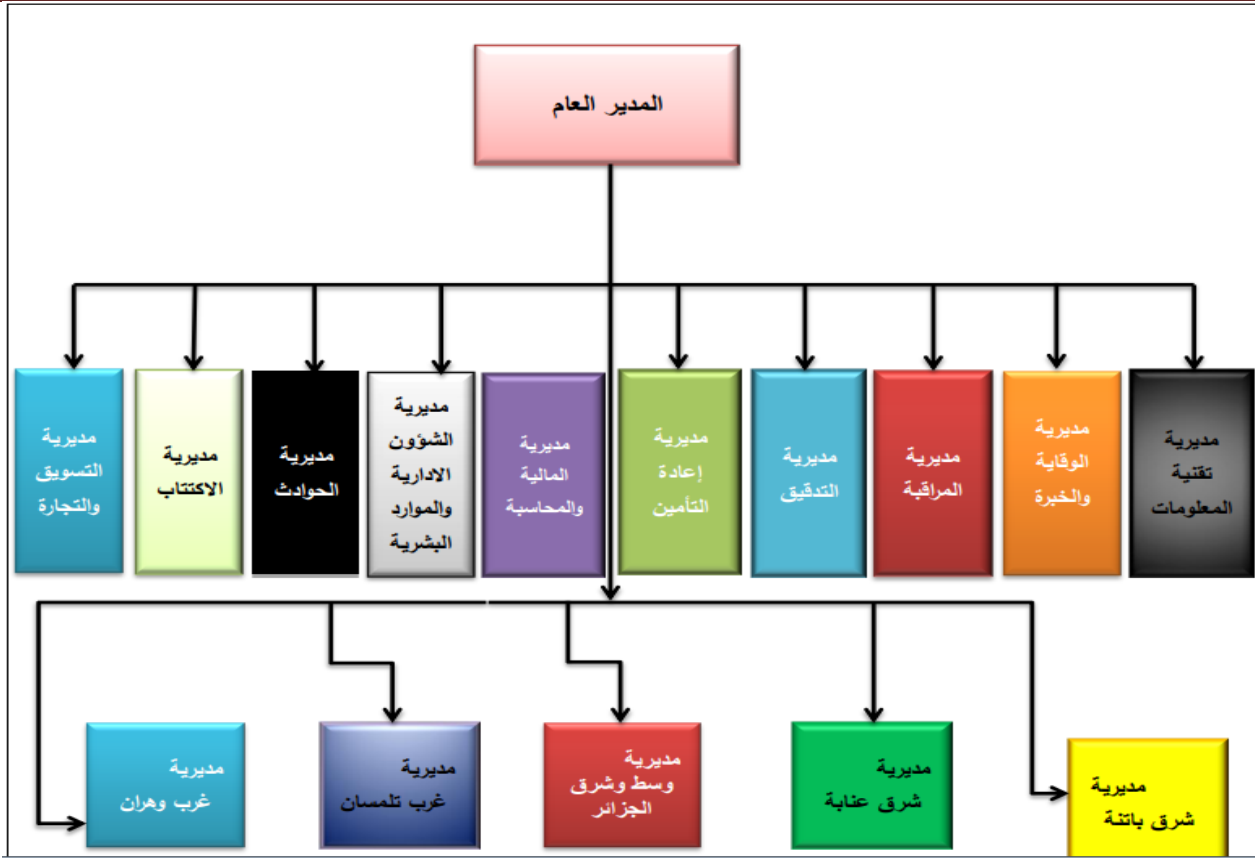 المدير العام
مديرية
تقنية
المعلومات
مديرية
الوقاية
والخبرة
مديرية
المراقبة
مديرية
التدقيق
مديرية
إعادة
التأمين
مديرية
المالية
والمحاسبة
مديرية
الشؤون
الادارية
والموارد
البشرية
مديرية
الحوادث
مديرية
الاكتتاب
مديرية
التسويق
والتجارة
مديرية
شرق باتنة
مديرية
شرق عنابة
مديرية
وسط وشرق
الجزائر
مديرية
غرب تلمسان
مديرية
غرب وهران